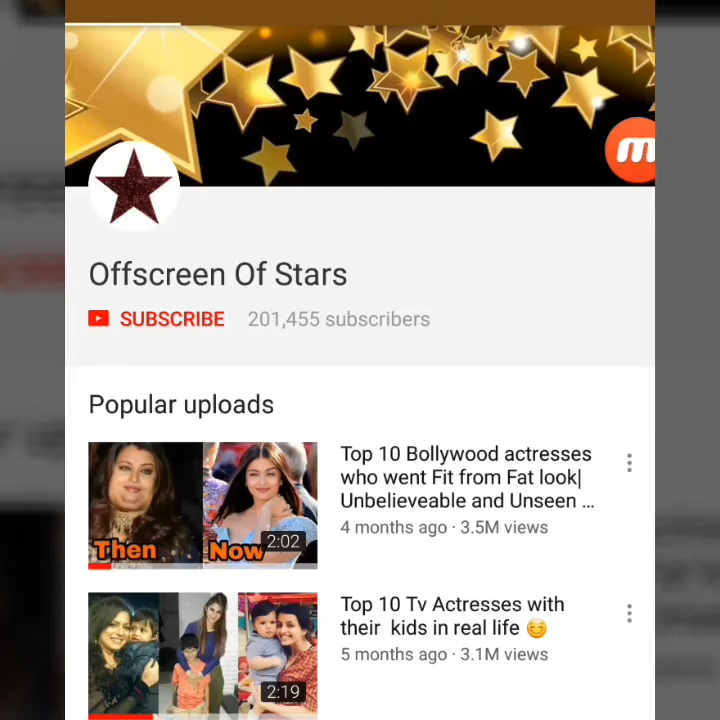 m
Offscreen Of Stars
SUBSCRIBE 201,455 subscribers
Popular uploads
Top 10 Bollywood actresses
who went Fit from Fat look|
Unbelieveable and Unseen ...
4 months ago · 3.5M views
Then Now 2:02
Top 10 Tv Actresses with
their kids in real life 😊
5 months ago · 3.1M views
2:19